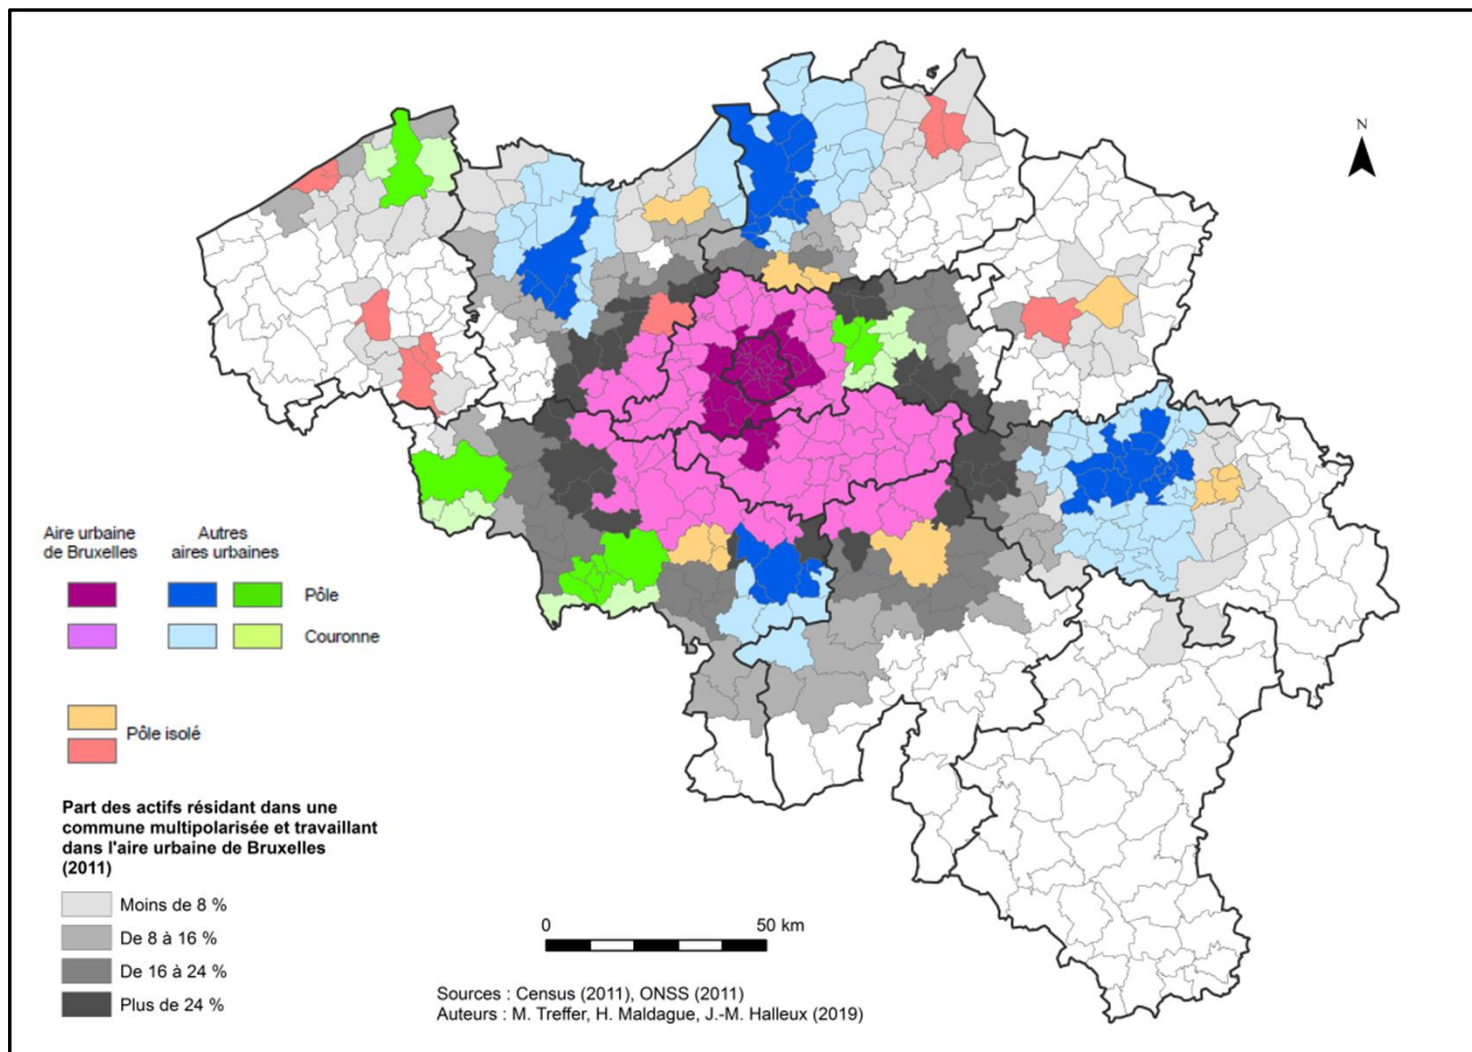 N
Aire urbaine
de Bruxelles
Autres
aires urbaines
Pôle
Couronne
Pôle isolé
Part des actifs résidant dans une
commune multipolarisée et travaillant
dans l'aire urbaine de Bruxelles
(2011)
Moins de 8 %
De 8 à 16 %
De 16 à 24 %
Plus de 24 %
0 50 km
Sources : Census (2011), ONSS (2011)
Auteurs : M. Treffer, H. Maldague, J.-M. Halleux (2019)